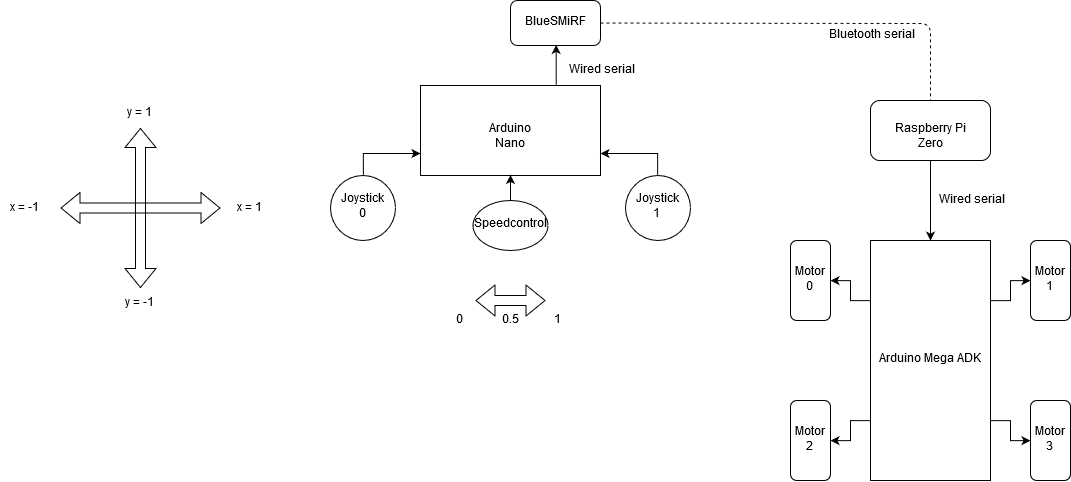 y = 1
x = -1
x = 1
y = -1
BlueSMiRF
Wired serial
Arduino
Nano
Joystick
0
Speedcontrol
Joystick
1
0
0.5
1
Bluetooth serial
Raspberry Pi
Zero
Wired serial
Motor
0
Motor
1
Arduino Mega ADK
Motor
2
Motor
3